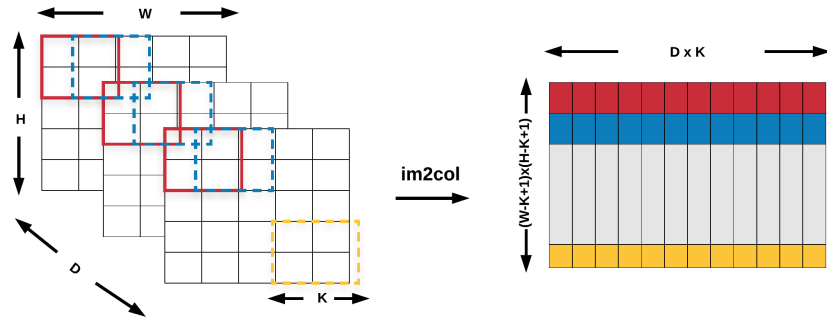 W
H
D
K
im2col
D x K
(W-K+1)x(H-K+1)